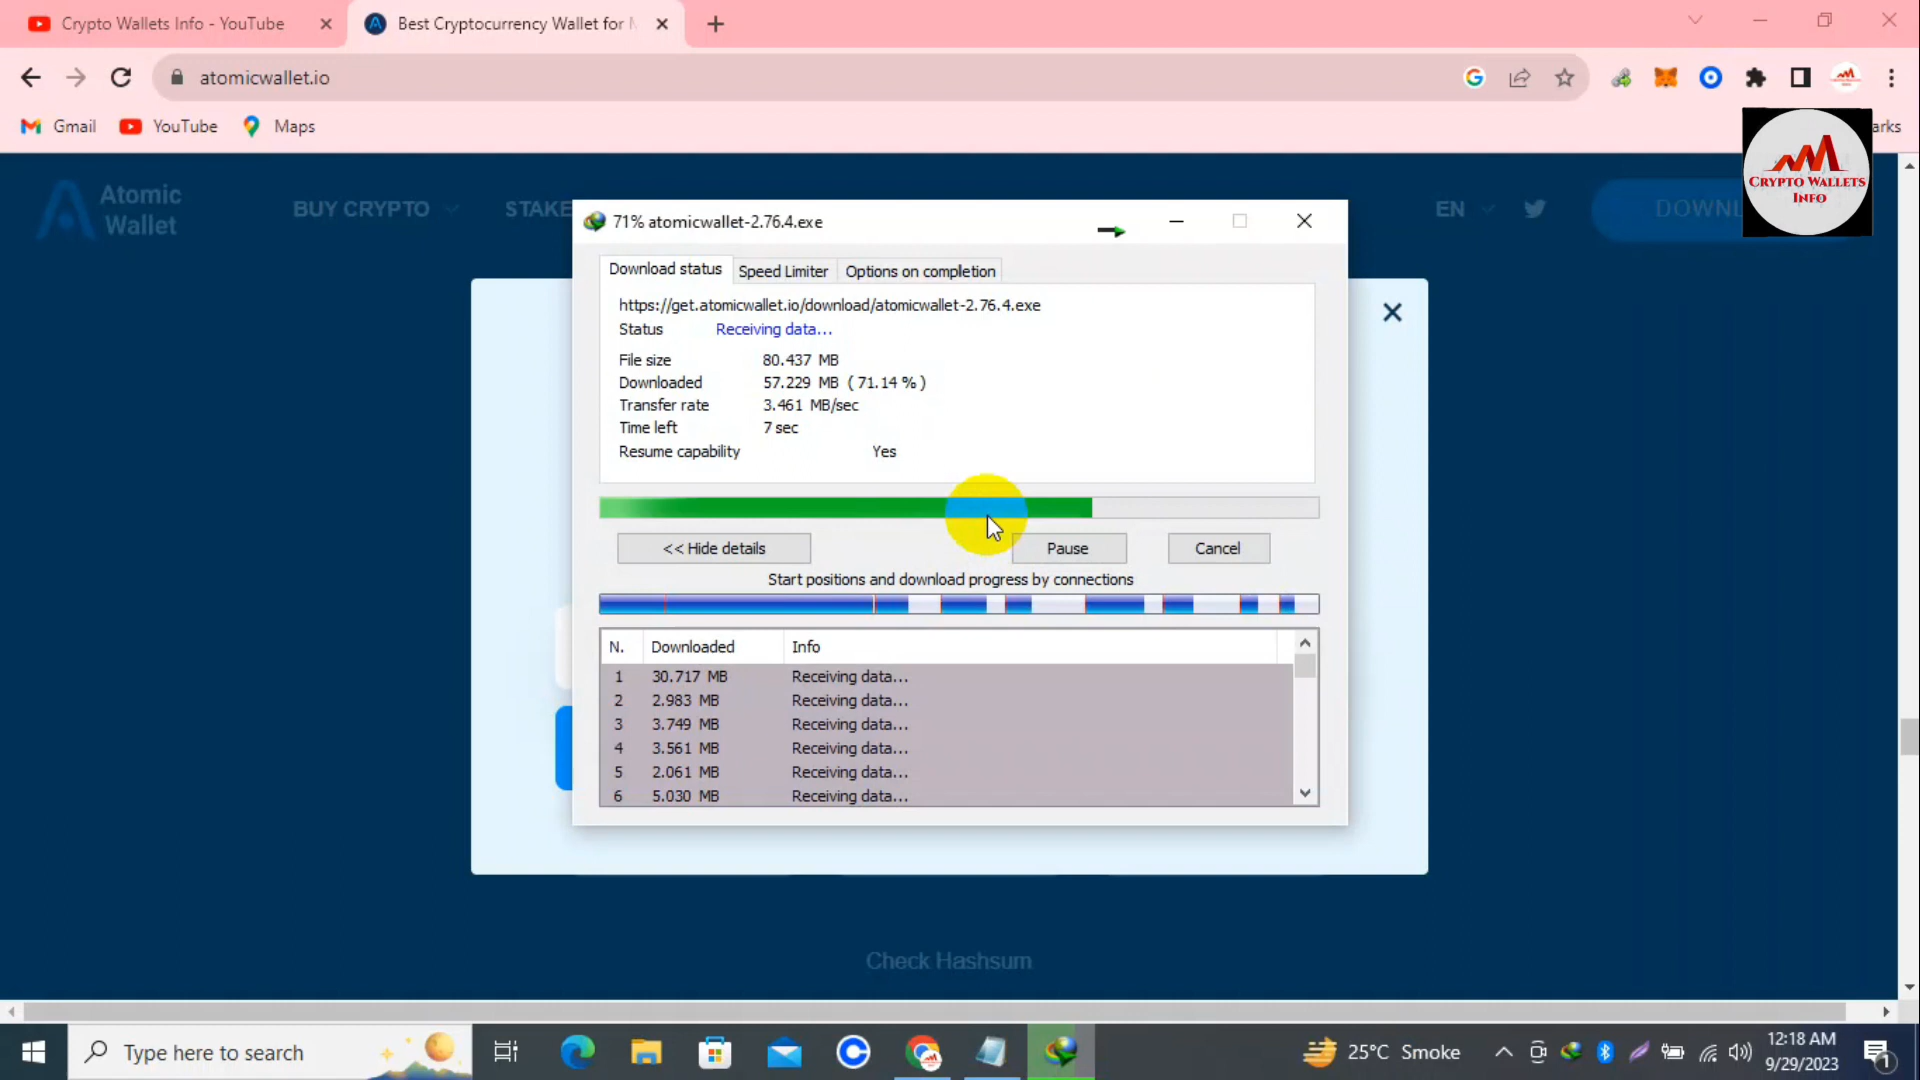 Crypto Wallets Info - YouTube
Best Cryptocurrency Wallet for
atomicwallet.io
Gmail
YouTube
Maps
arks
CRYPTO WALLETS
INFO
Atomic
Wallet
BUY CRYPTO
STAKE
EN
DOWNL
71% atomicwallet-2.76.4.exe
Download status
Speed Limiter
Options on completion
https://get.atomicwallet.io/download/atomicwallet-2.76.4.exe
Status Receiving data...
File size 80.437 MB
Downloaded 57.229 MB ( 71.14 % )
Transfer rate 3.461 MB/sec
Time left 7 sec
Resume capability Yes
<< Hide details
Pause
Cancel
Start positions and download progress by connections
N. Downloaded Info
1 30.717 MB Receiving data...
2 2.983 MB Receiving data...
3 3.749 MB Receiving data...
4 3.561 MB Receiving data...
5 2.061 MB Receiving data...
6 5.030 MB Receiving data...
Check Hashsum
Type here to search
25°C Smoke
12:18 AM
9/29/2023
1